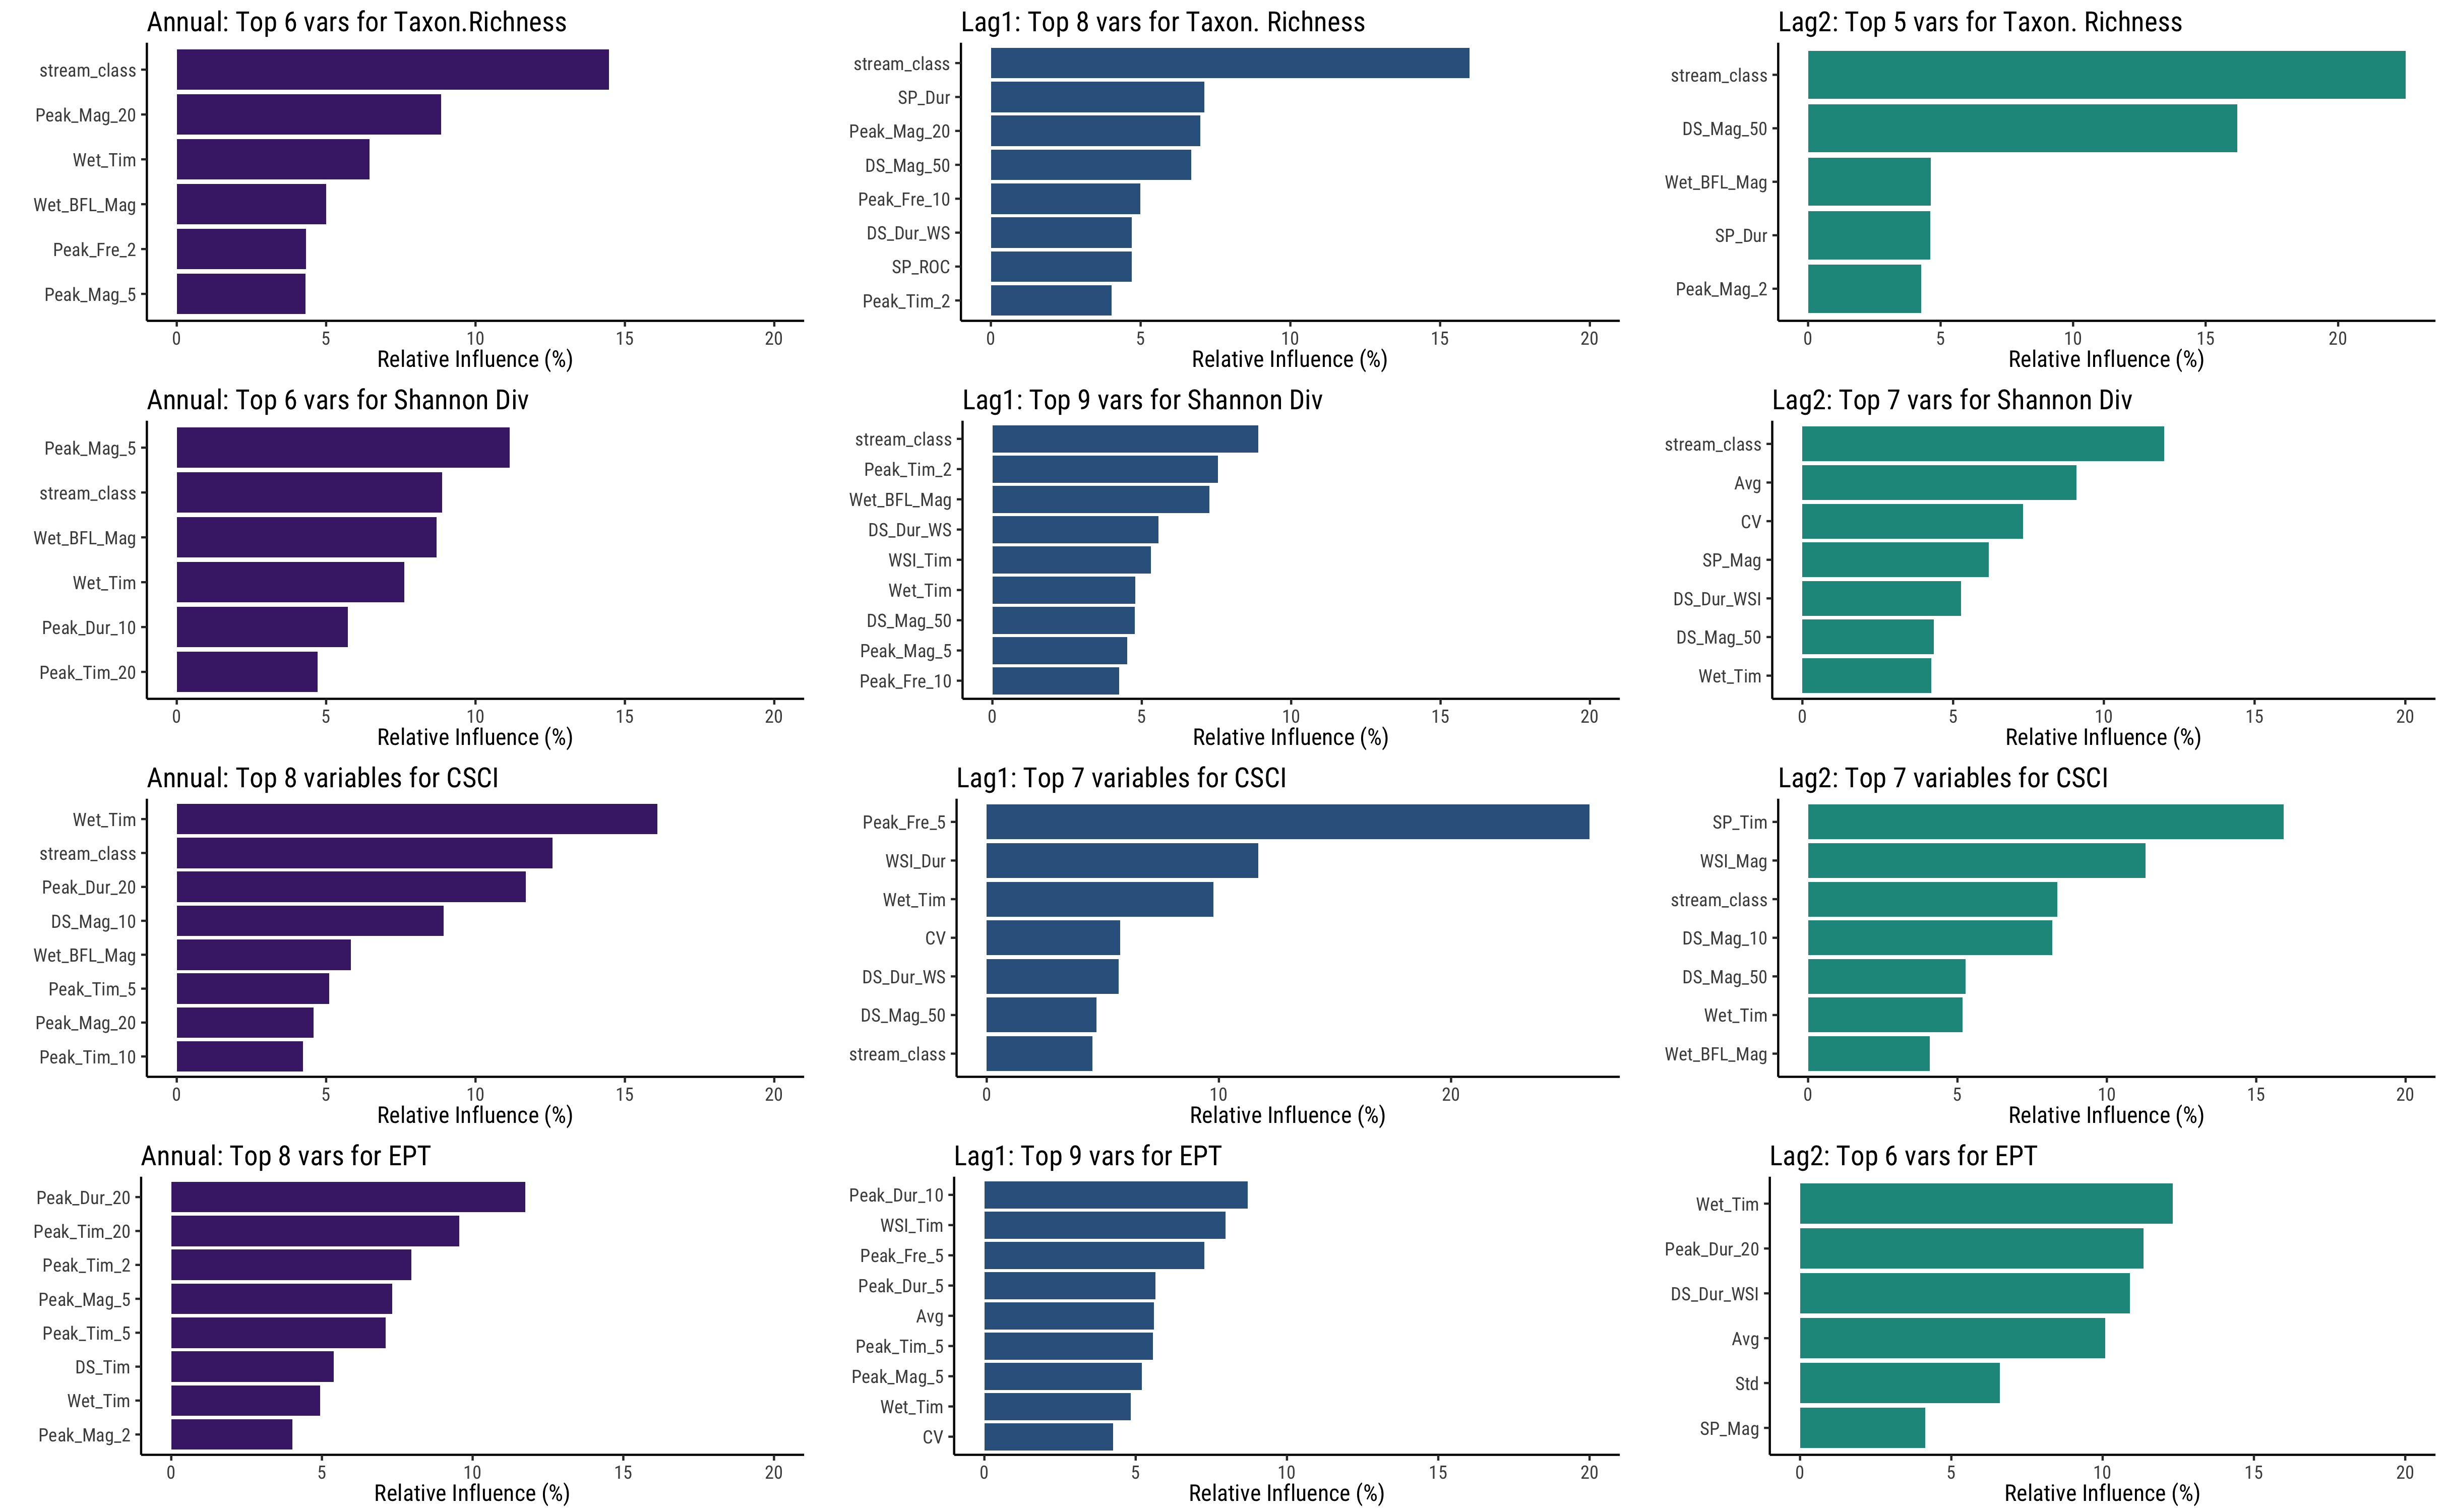 Annual: Top 6 vars for Taxon.Richness
stream_class
Peak_Mag_20
Wet_Tim
Wet_BFL_Mag
Peak_Fre_2
Peak_Mag_5
0 5 10 15 20
Relative Influence (%)
Lag1: Top 8 vars for Taxon. Richness
stream_class
SP_Dur
Peak_Mag_20
DS_Mag_50
Peak_Fre_10
DS_Dur_WS
SP_ROC
Peak_Tim_2
0 5 10 15 20
Relative Influence (%)
Lag2: Top 5 vars for Taxon. Richness
stream_class
DS_Mag_50
Wet_BFL_Mag
SP_Dur
Peak_Mag_2
0 5 10 15 20
Relative Influence (%)
Annual: Top 6 vars for Shannon Div
Peak_Mag_5
stream_class
Wet_BFL_Mag
Wet_Tim
Peak_Dur_10
Peak_Tim_20
0 5 10 15 20
Relative Influence (%)
Lag1: Top 9 vars for Shannon Div
stream_class
Peak_Tim_2
Wet_BFL_Mag
DS_Dur_WS
WSI_Tim
Wet_Tim
DS_Mag_50
Peak_Mag_5
Peak_Fre_10
0 5 10 15 20
Relative Influence (%)
Lag2: Top 7 vars for Shannon Div
stream_class
Avg
CV
SP_Mag
DS_Dur_WSI
DS_Mag_50
Wet_Tim
0 5 10 15 20
Relative Influence (%)
Annual: Top 8 variables for CSCI
Wet_Tim
stream_class
Peak_Dur_20
DS_Mag_10
Wet_BFL_Mag
Peak_Tim_5
Peak_Mag_20
Peak_Tim_10
0 5 10 15 20
Relative Influence (%)
Lag1: Top 7 variables for CSCI
Peak_Fre_5
WSI_Dur
Wet_Tim
CV
DS_Dur_WS
DS_Mag_50
stream_class
0 10 20
Relative Influence (%)
Lag2: Top 7 variables for CSCI
SP_Tim
WSI_Mag
stream_class
DS_Mag_10
DS_Mag_50
Wet_Tim
Wet_BFL_Mag
0 5 10 15 20
Relative Influence (%)
Annual: Top 8 vars for EPT
Peak_Dur_20
Peak_Tim_20
Peak_Tim_2
Peak_Mag_5
Peak_Tim_5
DS_Tim
Wet_Tim
Peak_Mag_2
0 5 10 15 20
Relative Influence (%)
Lag1: Top 9 vars for EPT
Peak_Dur_10
WSI_Tim
Peak_Fre_5
Peak_Dur_5
Avg
Peak_Tim_5
Peak_Mag_5
Wet_Tim
CV
0 5 10 15 20
Relative Influence (%)
Lag2: Top 6 vars for EPT
Wet_Tim
Peak_Dur_20
DS_Dur_WSI
Avg
Std
SP_Mag
0 5 10 15 20
Relative Influence (%)